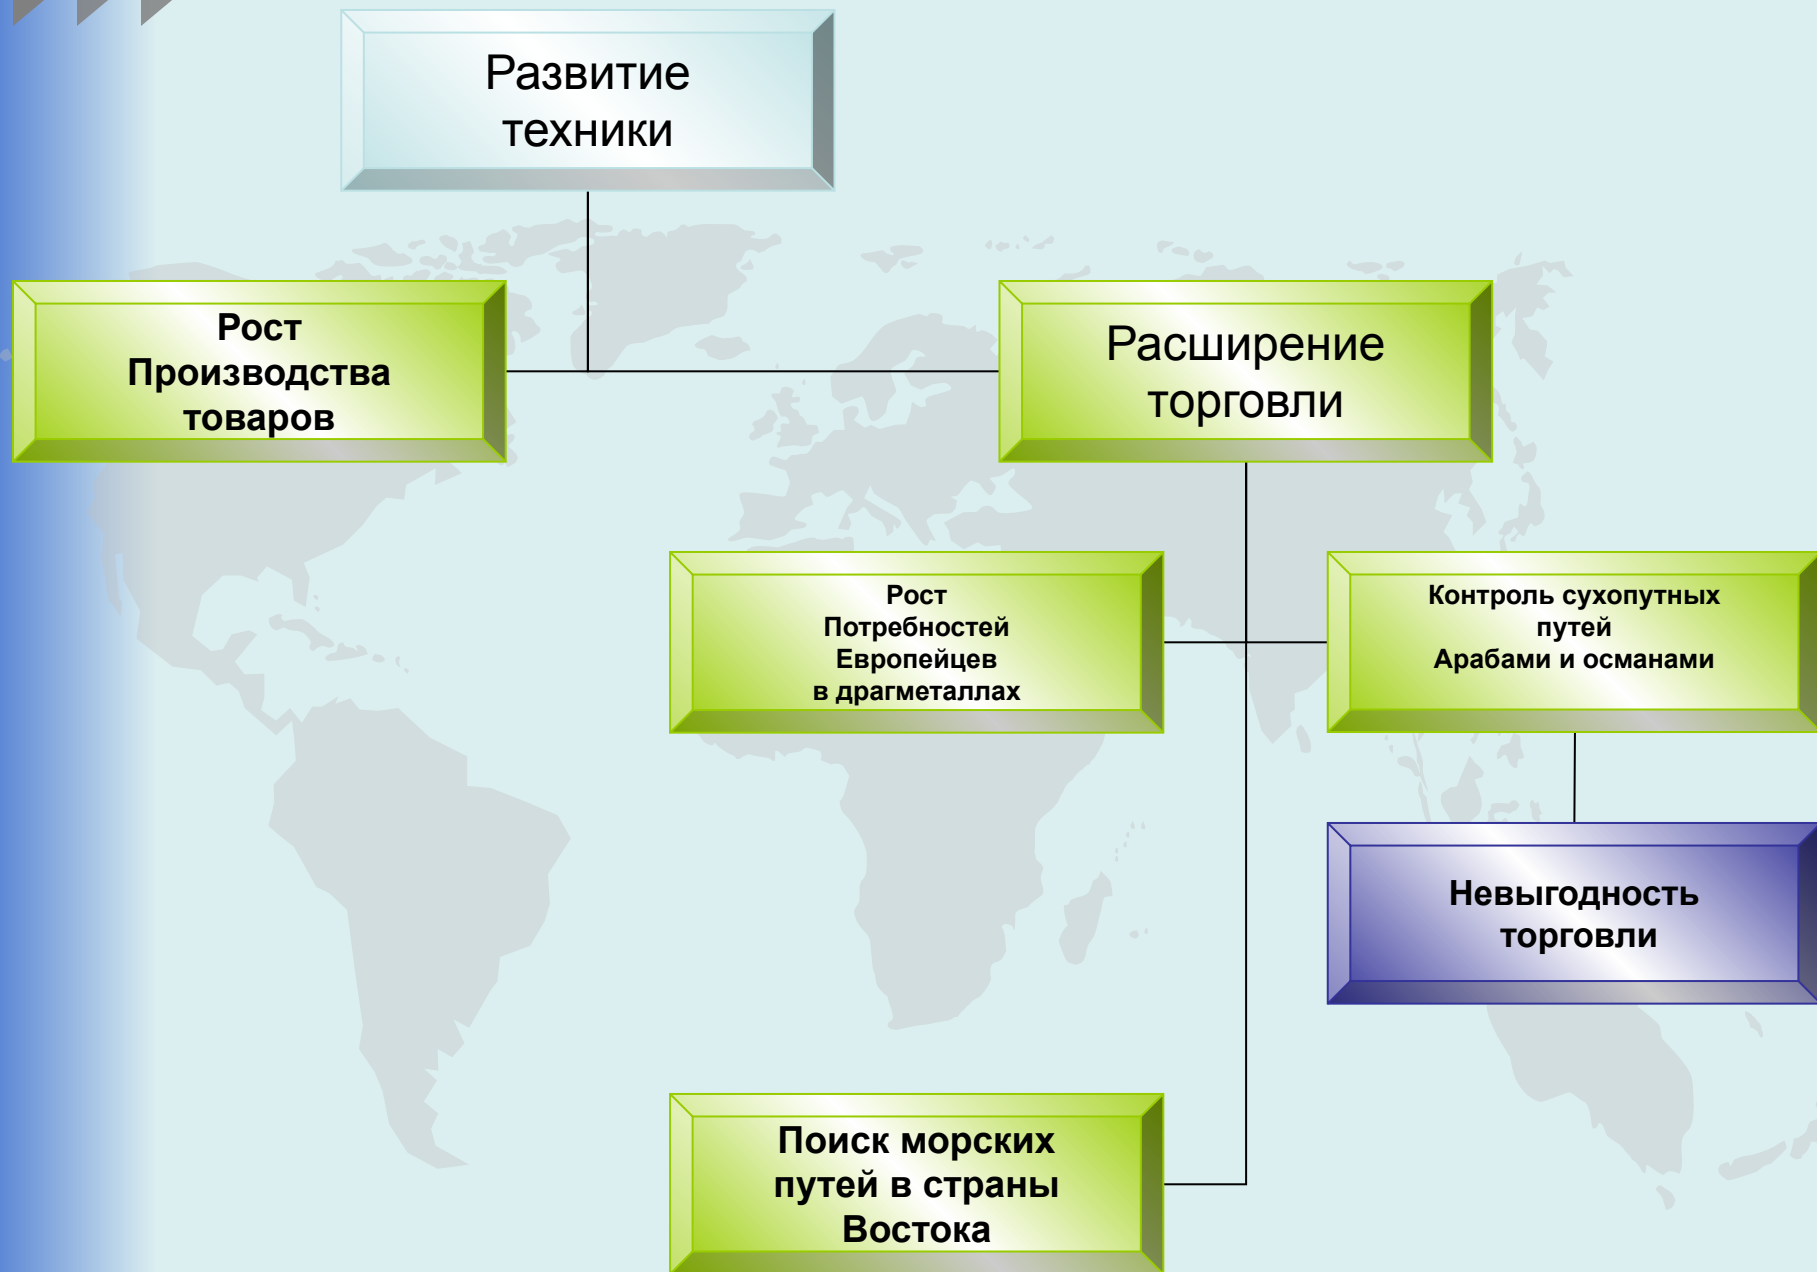 Развитие
техники
Рост
Производства
товаров
Расширение
торговли
Рост
Потребностей
Европейцев
в драгметаллах
Контроль сухопутных
путей
Арабами и османами
Невыгодность
торговли
Поиск морских
путей в страны
Востока